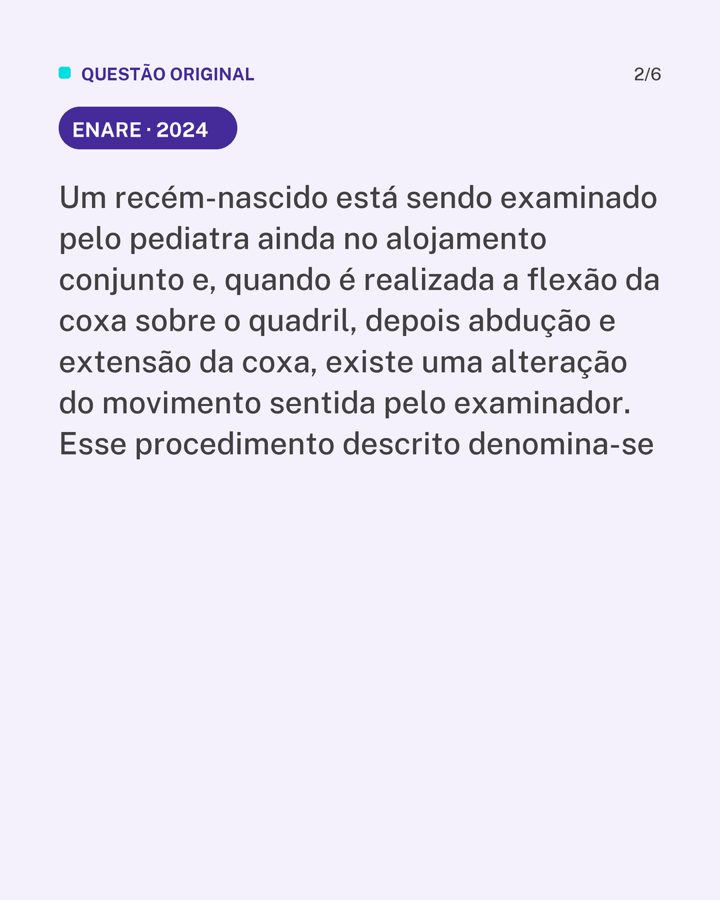 QUESTÃO ORIGINAL
2/6
ENARE · 2024
Um recém-nascido está sendo examinado
pelo pediatra ainda no alojamento
conjunto e, quando é realizada a flexão da
coxa sobre o quadril, depois abdução e
extensão da coxa, existe uma alteração
do movimento sentida pelo examinador.
Esse procedimento descrito denomina-se